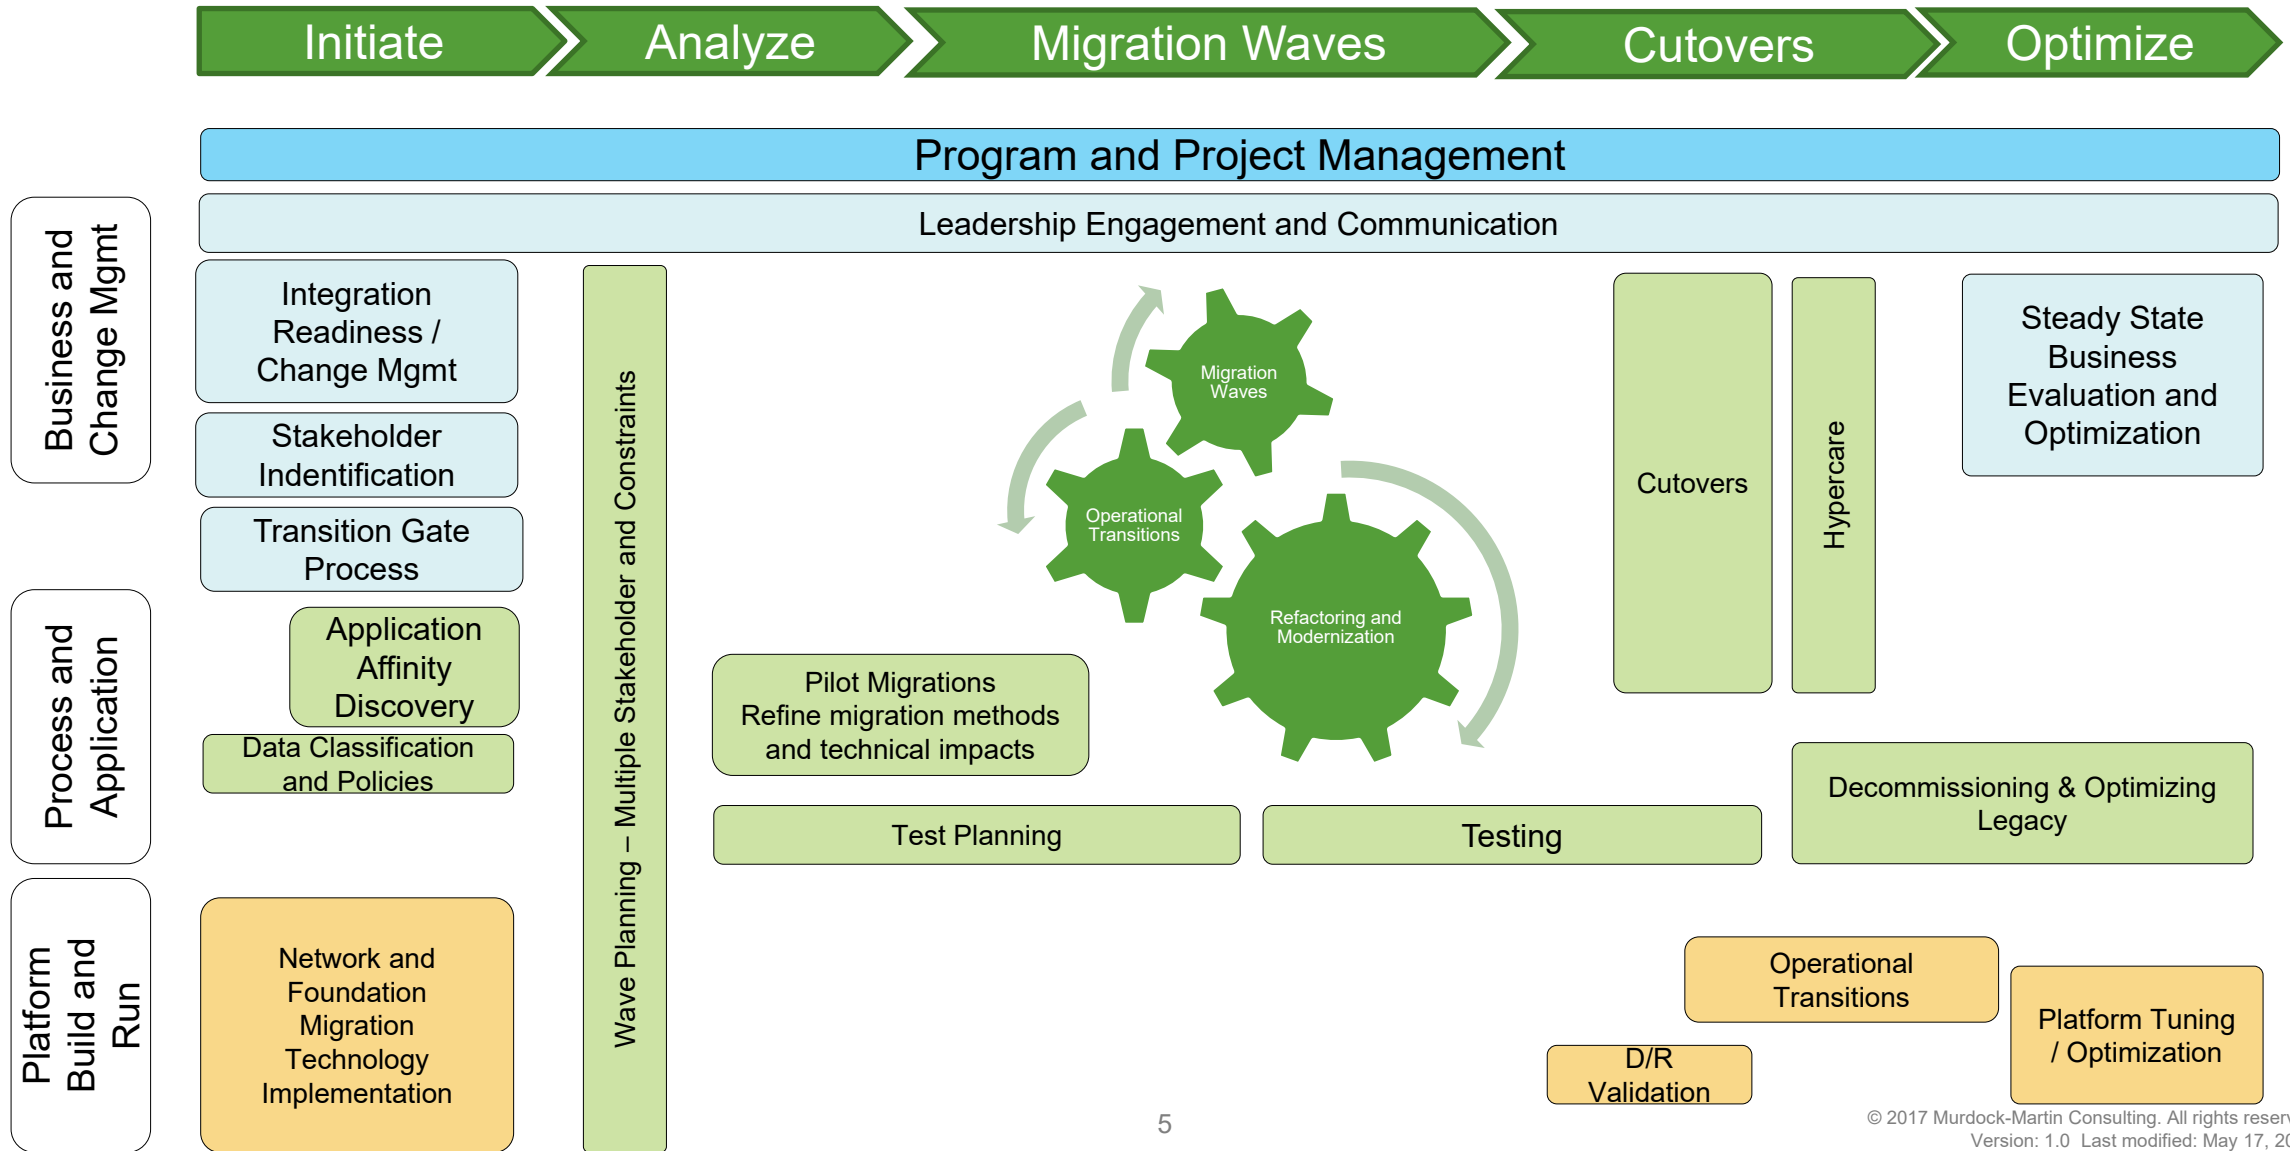 Initiate
Analyze
Migration Waves
Cutovers
Optimize
Program and Project Management
Leadership Engagement and Communication
Business and
Change Mgmt
Integration
Readiness /
Change Mgmt
Stakeholder
Indentification
Transition Gate
Process
Process and
Application
Application
Affinity
Discovery
Data Classification
and Policies
Platform
Build and
Run
Network and
Foundation
Migration
Technology
Implementation
Wave Planning – Multiple Stakeholder and Constraints
Migration
Waves
Operational
Transitions
Refactoring and
Modernization
Pilot Migrations
Refine migration methods
and technical impacts
Test Planning
Testing
Cutovers
Hypercare
Steady State
Business
Evaluation and
Optimization
Decommissioning & Optimizing
Legacy
Operational
Transitions
D/R
Validation
Platform Tuning
/ Optimization
5
© 2017 Murdock-Martin Consulting. All rights reserv
Version: 1.0 Last modified: May 17, 20